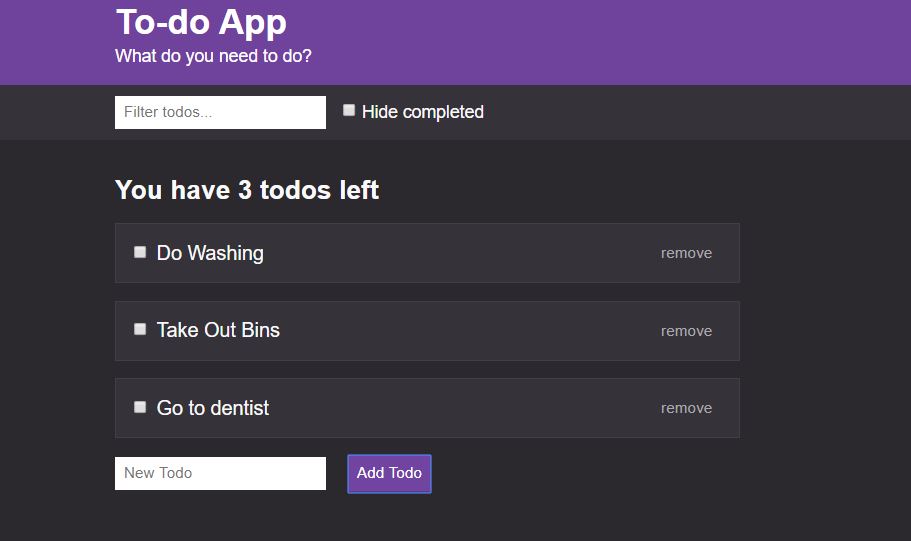 To-do App
What do you need to do?
Filter todos...
Hide completed
You have 3 todos left
Do Washing
remove
Take Out Bins
remove
Go to dentist
remove
New Todo
Add Todo